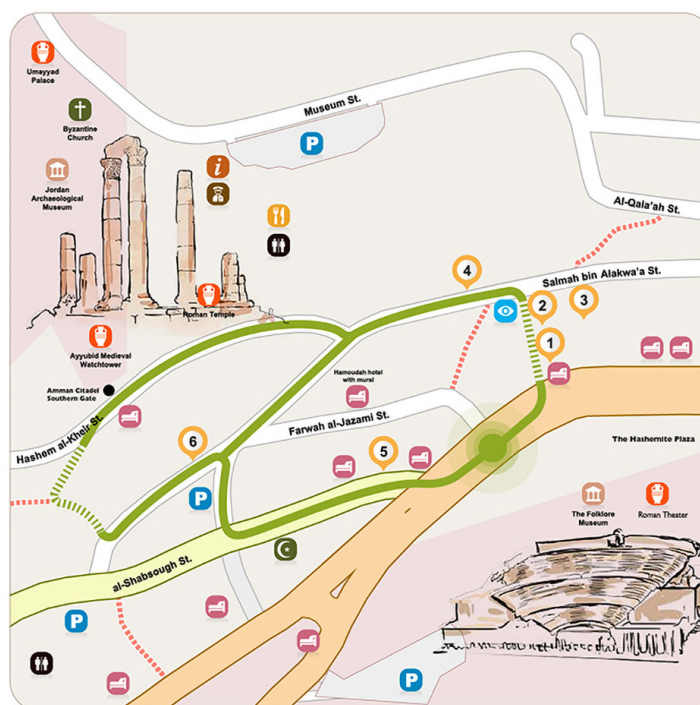 Umayyad
Palace
Byzantine
Church
Jordan
Archaeological
Museum
i
Museum St.
P
Al-Qala'ah St.
4
Salmah bin Alakwa'a St.
2
3
1
Roman Temple
Ayyubid Medieval
Watchtower
Amman Citadel
Southern Gate
Hamoudah hotel
with mural
Hashem al-Kheir St.
Farwah al-Jazami St.
6
5
The Hashemite Plaza
P
The Folklore
Museum
Roman Theater
al-Shabsough St.
P
P